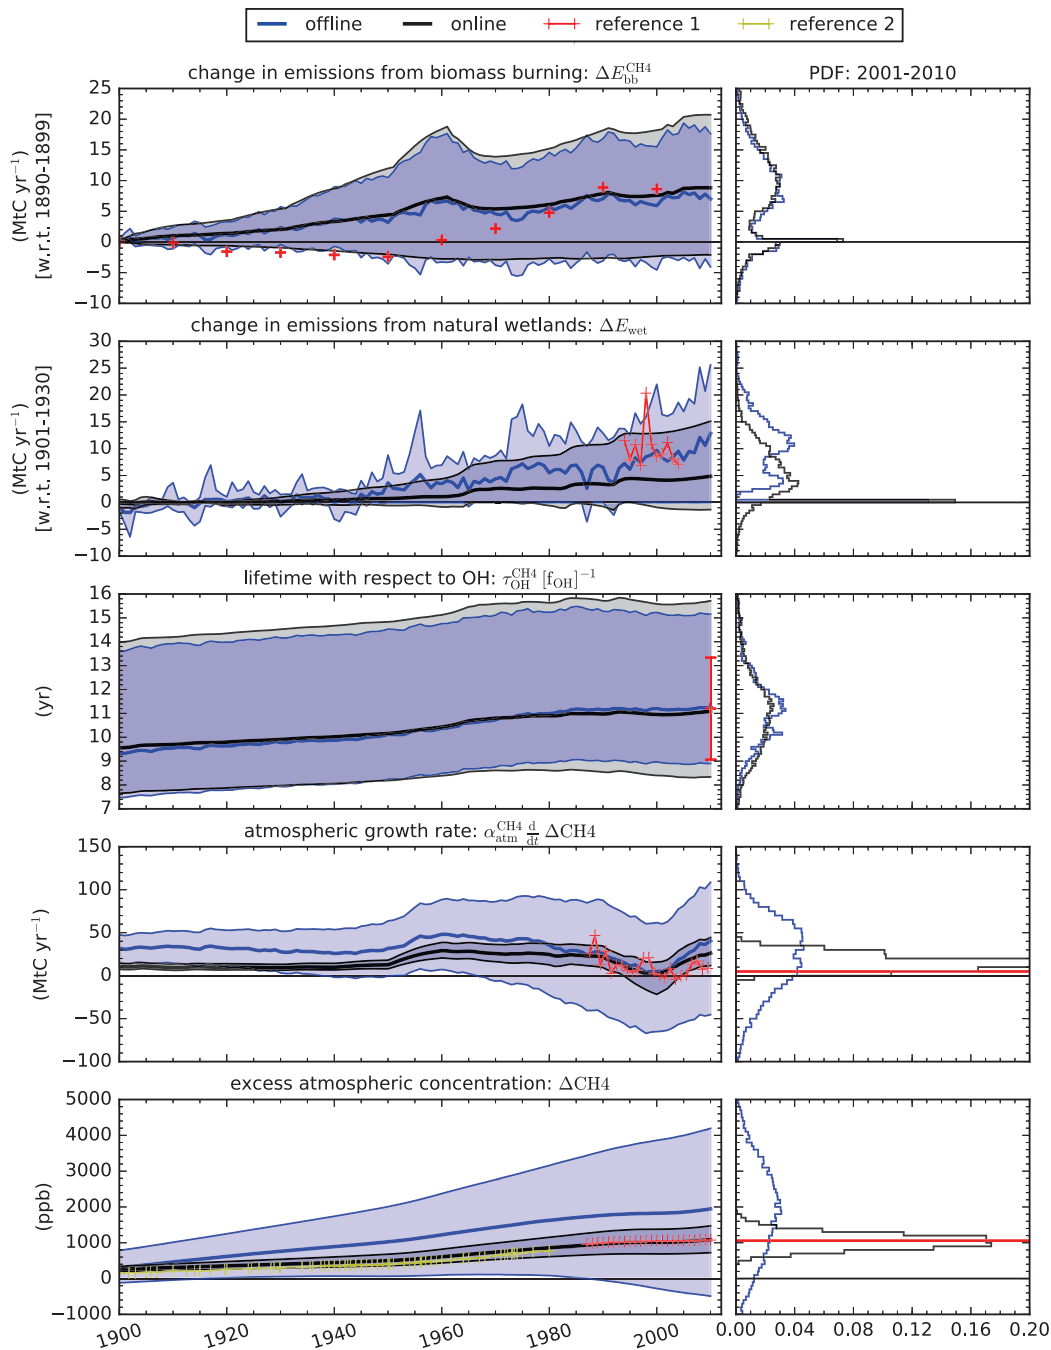 offline online reference 1 reference 2
change in emissions from biomass burning: ΔE_bb^CH4 PDF: 2001-2010
(MtC yr⁻¹)
[w.r.t. 1890-1899]
25
20
15
10
5
0
−5
−10
change in emissions from natural wetlands: ΔE_wet
(MtC yr⁻¹)
[w.r.t. 1901-1930]
30
25
20
15
10
5
0
−5
−10
lifetime with respect to OH: τ_OH^CH4 [f_OH]⁻¹
(yr)
16
15
14
13
12
11
10
9
8
7
atmospheric growth rate: α_atm^CH4 d/dt ΔCH4
(MtC yr⁻¹)
150
100
50
0
−50
−100
excess atmospheric concentration: ΔCH4
(ppb)
5000
4000
3000
2000
1000
0
−1000
1900 1920 1940 1960 1980 2000 0.00 0.04 0.08 0.12 0.16 0.20